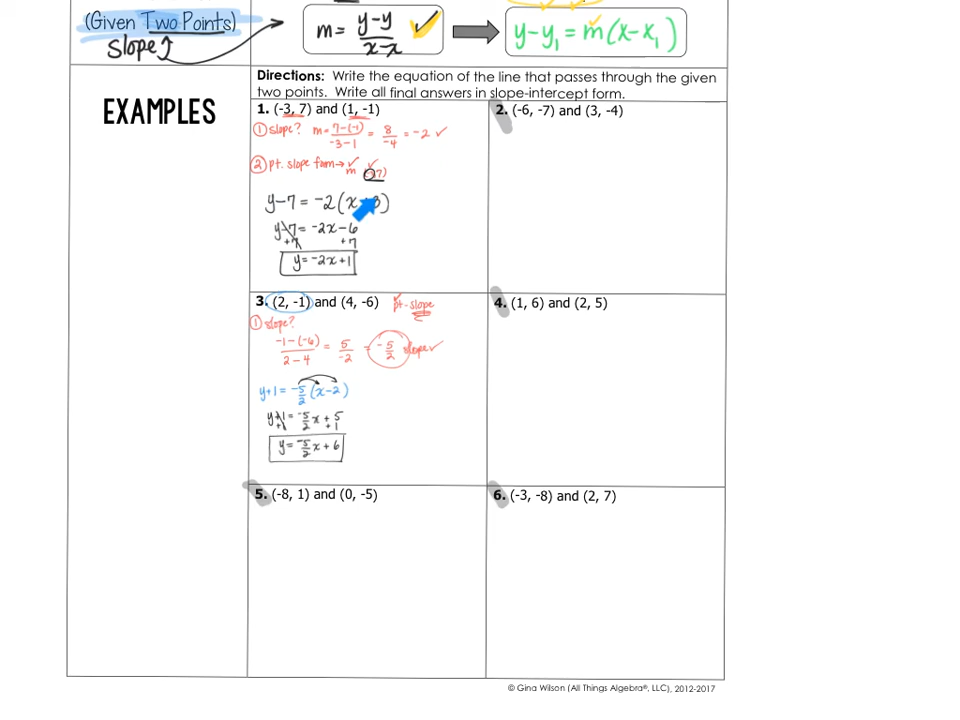 (Given Two Points)
Slope
m = y-y / x-x
y-y₁ = m(x-x₁)
EXAMPLES
Directions: Write the equation of the line that passes through the given
two points. Write all final answers in slope-intercept form.
1. (-3, 7) and (1, -1)
① slope? m = 7-(-1) / -3-1 = 8/-4 = -2 ✓
② pt. slope form → m
y-7 = -2(x
y-7 = -2x-6
+7 +7
y = -2x+1
2. (-6, -7) and (3, -4)
3. (2, -1) and (4, -6) pt-slope
① slope?
-1-(-6) / 2-4 = 5/-2 = -5/2 slope ✓
y+1 = -5/2(x-2)
y+1 = -5/2x+5
y = -5/2x+6
4. (1, 6) and (2, 5)
5. (-8, 1) and (0, -5)
6. (-3, -8) and (2, 7)
© Gina Wilson (All Things Algebra®, LLC), 2012-2017